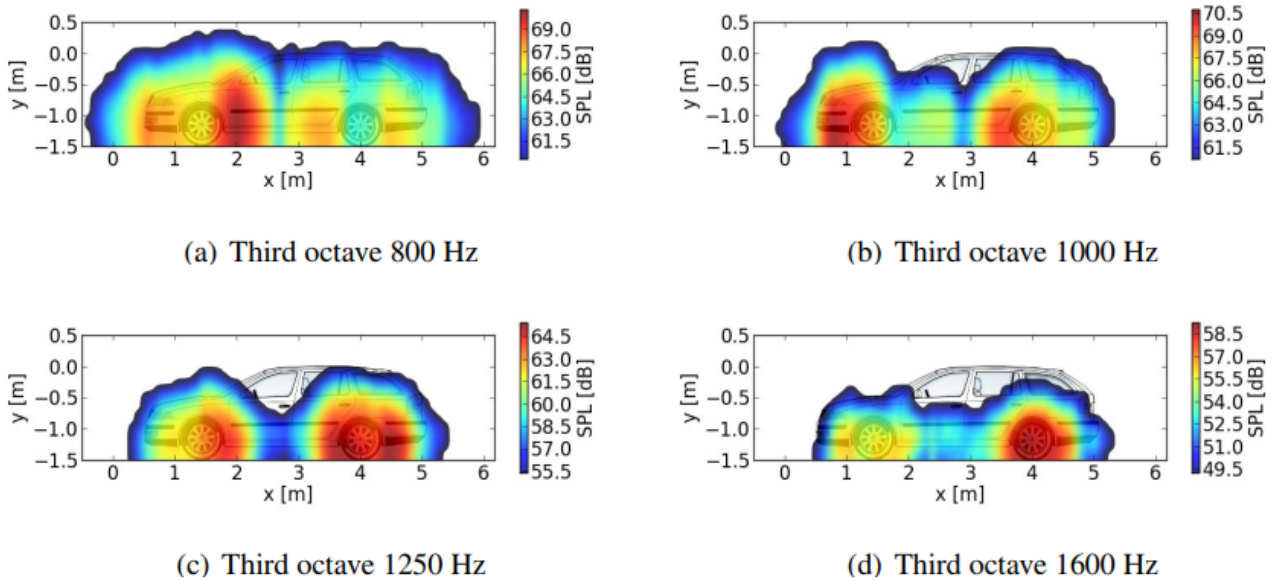 0.5
0.0
−0.5
−1.0
−1.5
y [m]
0 1 2 3 4 5 6
x [m]
69.0
67.5
66.0
64.5
63.0
61.5
SPL [dB]
(a) Third octave 800 Hz
0.5
0.0
−0.5
−1.0
−1.5
y [m]
0 1 2 3 4 5 6
x [m]
70.5
69.0
67.5
66.0
64.5
63.0
61.5
SPL [dB]
(b) Third octave 1000 Hz
0.5
0.0
−0.5
−1.0
−1.5
y [m]
0 1 2 3 4 5 6
x [m]
64.5
63.0
61.5
60.0
58.5
57.0
55.5
SPL [dB]
(c) Third octave 1250 Hz
0.5
0.0
−0.5
−1.0
−1.5
y [m]
0 1 2 3 4 5 6
x [m]
58.5
57.0
55.5
54.0
52.5
51.0
49.5
SPL [dB]
(d) Third octave 1600 Hz